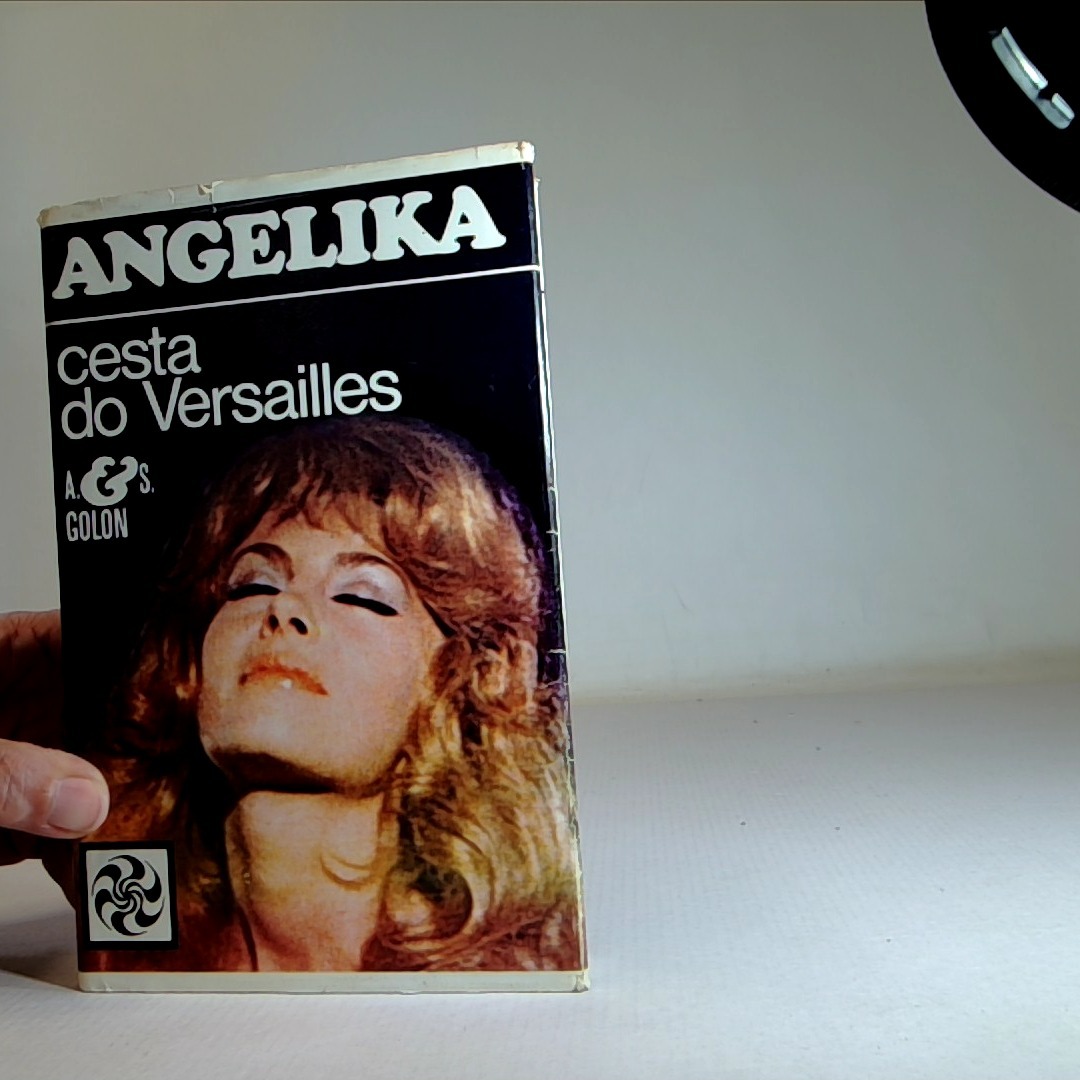 ANGELIKA
cesta
do Versailles
A. & S.
GOLON